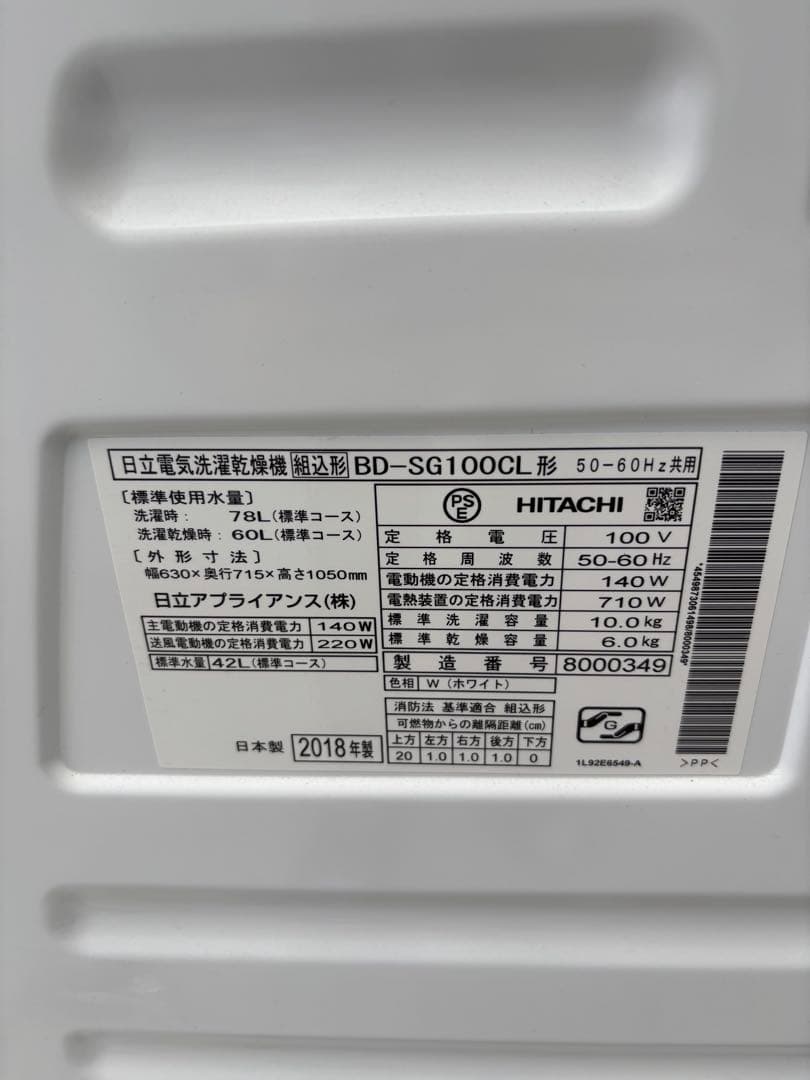 日立電気洗濯乾燥機 組込形 BD-SG100CL形 50-60Hz共用
〔標準使用水量〕
洗濯時: 78L(標準コース)
洗濯乾燥時: 60L(標準コース)
〔外形寸法〕
幅630×奥行715×高さ1050mm
日立アプライアンス(株)
主電動機の定格消費電力 140W
送風電動機の定格消費電力 220W
標準水量 42L(標準コース)
日本製 2018年製
PSE HITACHI
定格電圧 100V
定格周波数 50-60Hz
電動機の定格消費電力 140W
電熱装置の定格消費電力 710W
標準洗濯容量 10.0kg
標準乾燥容量 6.0kg
製造番号 8000349
色相 W(ホワイト)
消防法 基準適合 組込形
可燃物からの離隔距離(cm)
上方 左方 右方 後方 下方
20 1.0 1.0 1.0 0
G
1L92E6549-A
>PP<
*4549873061498/8000349*